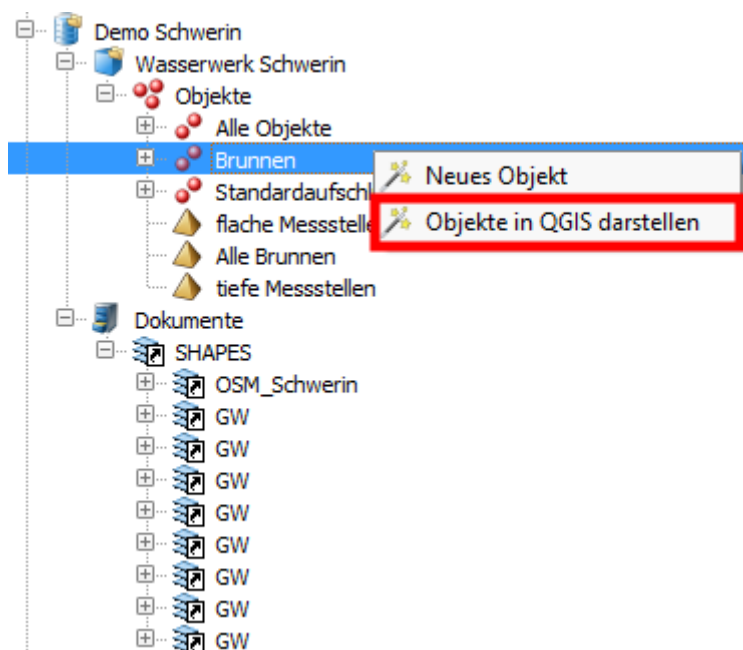 Demo Schwerin
Wasserwerk Schwerin
Objekte
Alle Objekte
Brunnen
Neues Objekt
Standardaufschl
Objekte in QGIS darstellen
flache Messstelle
Alle Brunnen
tiefe Messstellen
Dokumente
SHAPES
OSM_Schwerin
GW
GW
GW
GW
GW
GW
GW
GW